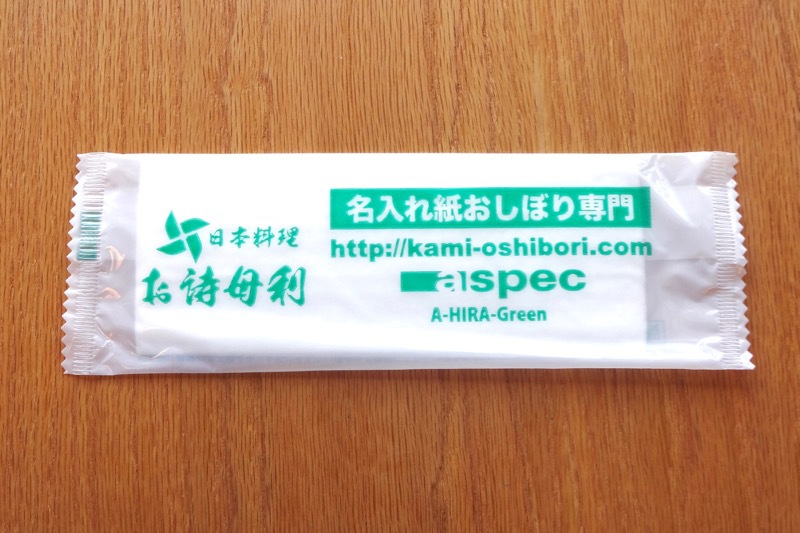 日本料理
お詩母利
名入れ紙おしぼり専門
http://kami-oshibori.com
aspec
A-HIRA-Green